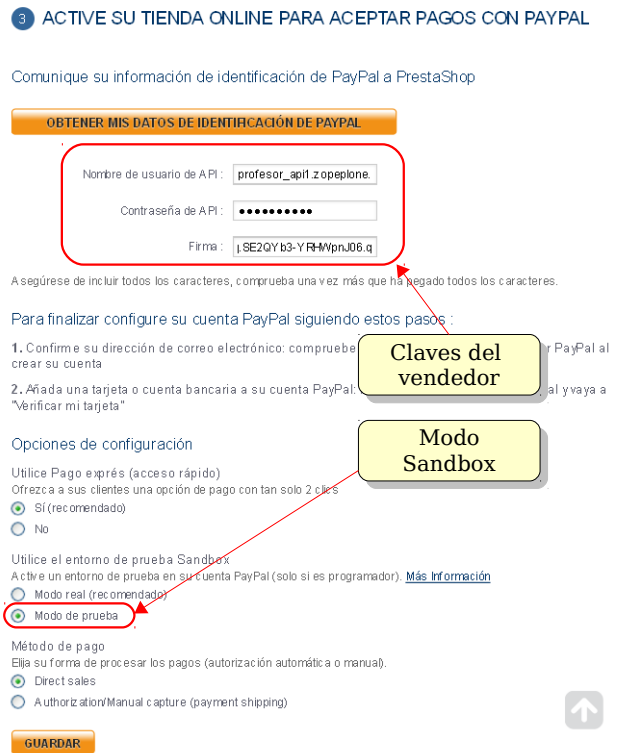 3 ACTIVE SU TIENDA ONLINE PARA ACEPTAR PAGOS CON PAYPAL
Comunique su información de identificación de PayPal a PrestaShop
OBTENER MIS DATOS DE IDENTIFICACIÓN DE PAYPAL
Nombre de usuario de API : profesor_api1.zopeplone.
Contraseña de API : ●●●●●●●●●●
Firma : SE2QYb3-YRHWpnJ06.q
Asegúrese de incluir todos los caracteres, comprueba una vez más que ha pegado todos los caracteres.
Para finalizar configure su cuenta PayPal siguiendo estos pasos :
1. Confirme su dirección de correo electrónico: compruebe PayPal al
crear su cuenta
2. Añada una tarjeta o cuenta bancaria a su cuenta PayPal: y vaya a
"Verificar mi tarjeta"
Claves del
vendedor
Opciones de configuración
Modo
Sandbox
Utilice Pago exprés (acceso rápido)
Ofrezca a sus clientes una opción de pago con tan solo 2 clics
Sí (recomendado)
No
Utilice el entorno de prueba Sandbox
Active un entorno de prueba en su cuenta PayPal (solo si es programador). Más Información
Modo real (recomendado)
Modo de prueba
Método de pago
Elija su forma de procesar los pagos (autorización automática o manual).
Direct sales
Authorization/Manual capture (payment shipping)
GUARDAR